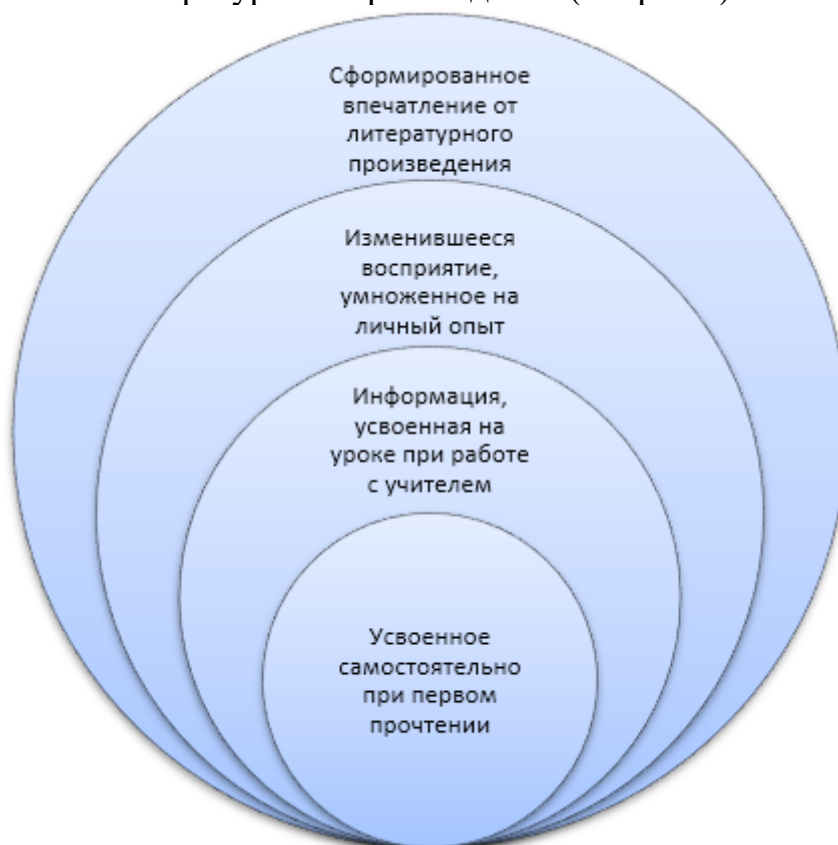 Сформированное
впечатление от
литературного
произведения
Изменившееся
восприятие,
умноженное на
личный опыт
Информация,
усвоенная на
уроке при работе
с учителем
Усвоенное
самостоятельно
при первом
прочтении